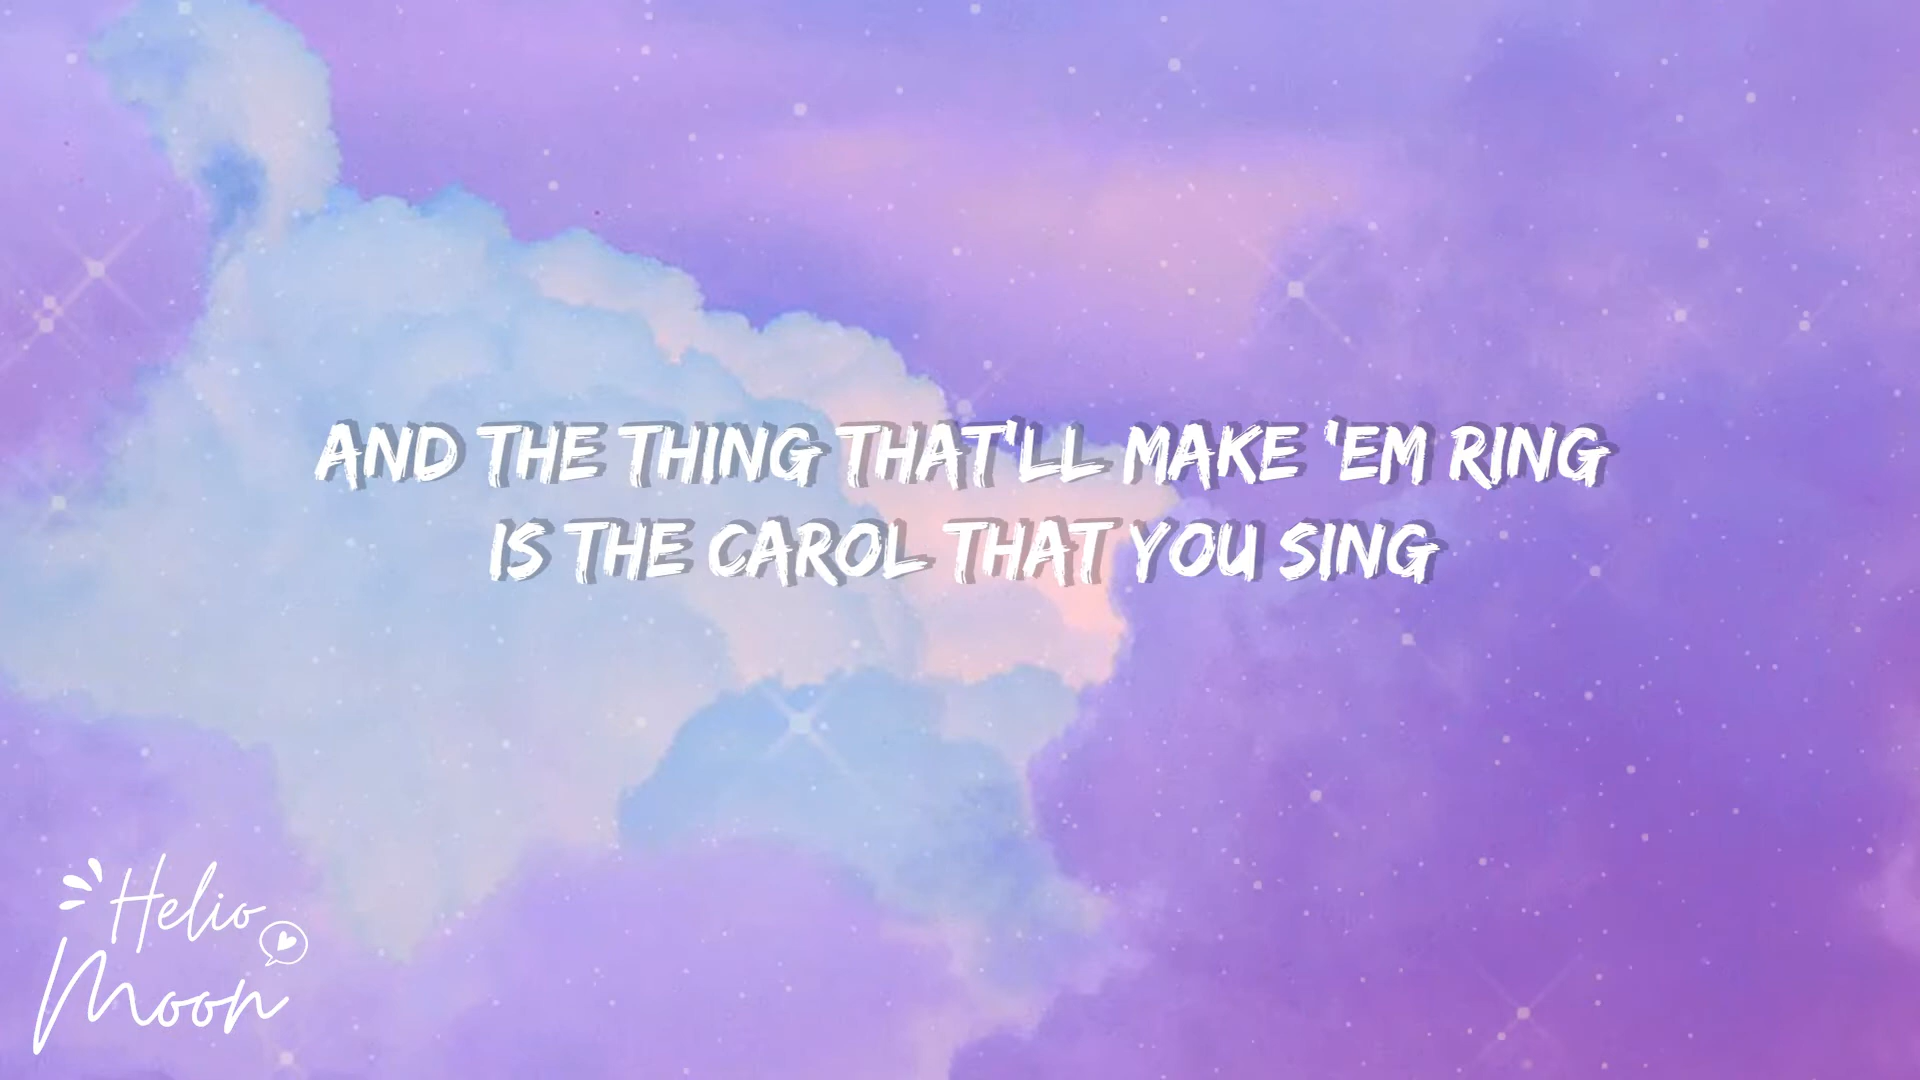 AND THE THING THAT'LL MAKE 'EM RING
IS THE CAROL THAT YOU SING
Helio
Moon